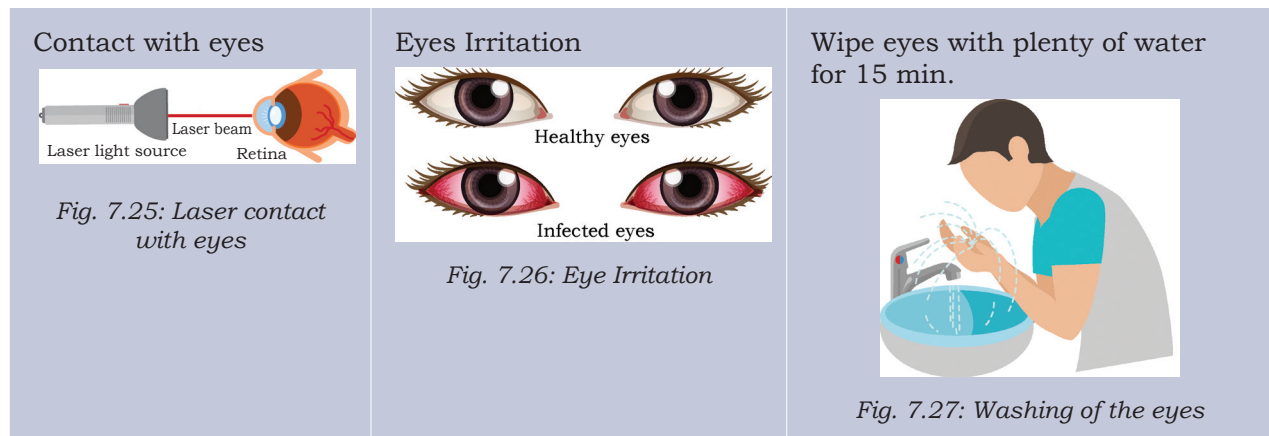 Contact with eyes
Laser beam
Laser light source
Retina
Fig. 7.25: Laser contact
with eyes
Eyes Irritation
Healthy eyes
Infected eyes
Fig. 7.26: Eye Irritation
Wipe eyes with plenty of water
for 15 min.
Fig. 7.27: Washing of the eyes